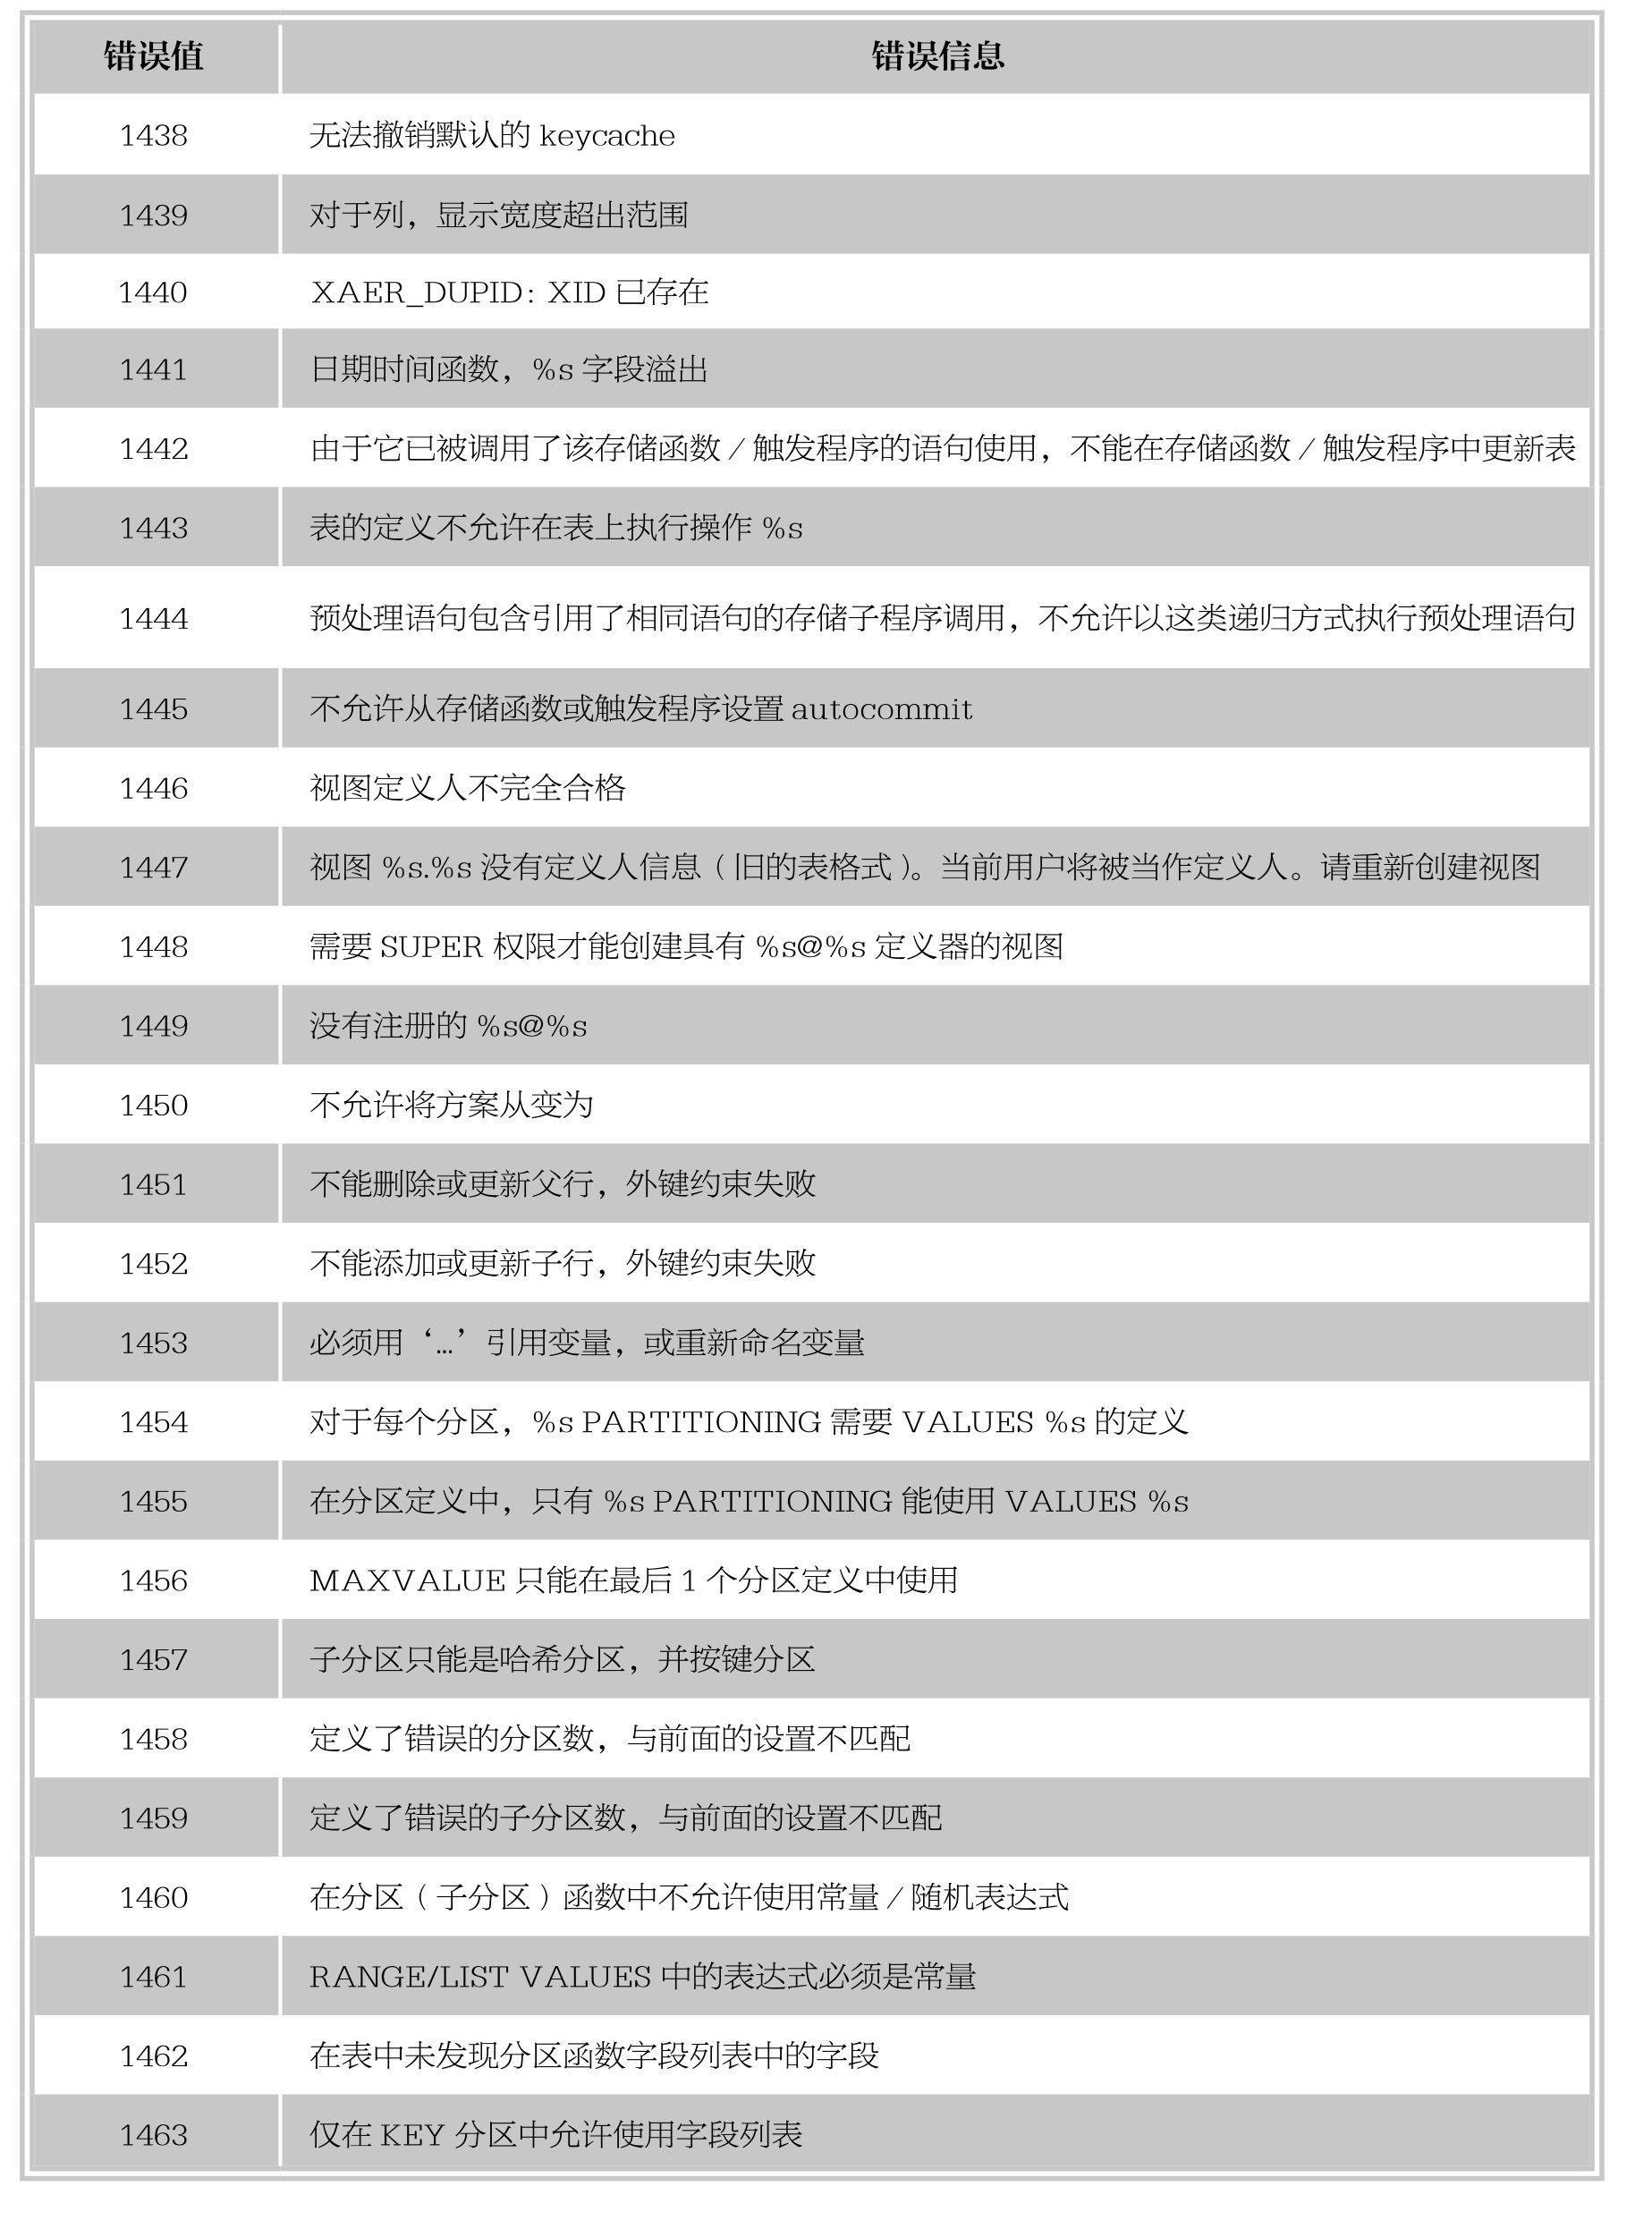 错误值 错误信息
1438 无法撤销默认的 keycache
1439 对于列，显示宽度超出范围
1440 XAER_DUPID: XID 已存在
1441 日期时间函数，%s 字段溢出
1442 由于它已被调用了该存储函数 / 触发程序的语句使用，不能在存储函数 / 触发程序中更新表
1443 表的定义不允许在表上执行操作 %s
1444 预处理语句包含引用了相同语句的存储子程序调用，不允许以这类递归方式执行预处理语句
1445 不允许从存储函数或触发程序设置 autocommit
1446 视图定义人不完全合格
1447 视图 %s.%s 没有定义人信息（旧的表格式）。当前用户将被当作定义人。请重新创建视图
1448 需要 SUPER 权限才能创建具有 %s@%s 定义器的视图
1449 没有注册的 %s@%s
1450 不允许将方案从变为
1451 不能删除或更新父行，外键约束失败
1452 不能添加或更新子行，外键约束失败
1453 必须用‘…’引用变量，或重新命名变量
1454 对于每个分区，%s PARTITIONING 需要 VALUES %s 的定义
1455 在分区定义中，只有 %s PARTITIONING 能使用 VALUES %s
1456 MAXVALUE 只能在最后 1 个分区定义中使用
1457 子分区只能是哈希分区，并按键分区
1458 定义了错误的分区数，与前面的设置不匹配
1459 定义了错误的子分区数，与前面的设置不匹配
1460 在分区（子分区）函数中不允许使用常量 / 随机表达式
1461 RANGE/LIST VALUES 中的表达式必须是常量
1462 在表中未发现分区函数字段列表中的字段
1463 仅在 KEY 分区中允许使用字段列表